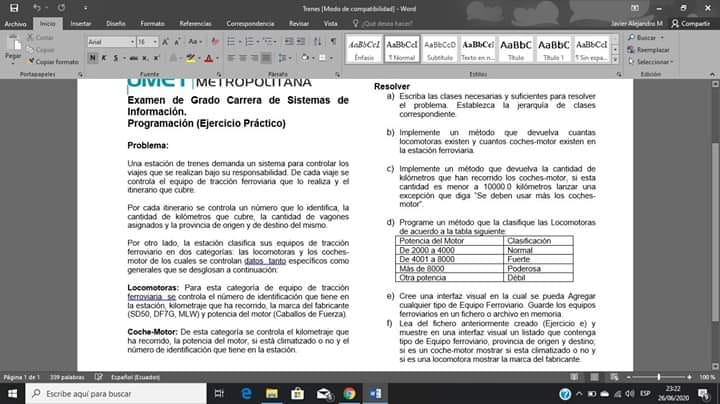 Trenes [Modo de compatibilidad] - Word
Archivo Inicio Insertar Diseño Formato Referencias Correspondencia Revisar Vista ¿Qué desea hacer? Javier Alejandro M Compartir
Pegar
Cortar
Copiar
Copiar formato
Portapapeles
Arial 16
N K S abc
Fuente
Párrafo
AaBbCcI AaBbCcI AaBbCcD AaBbCcI AaBbC AaBbC AaBbCcL
Énfasis ¶ Normal Subtítulo Texto en n... Título Título 1 ¶ Sin espa...
Estilos
Buscar
Reemplazar
Seleccionar
Edición
UMET METROPOLITANA
Examen de Grado Carrera de Sistemas de
Información.
Programación (Ejercicio Práctico)
Problema:
Una estación de trenes demanda un sistema para controlar los
viajes que se realizan bajo su responsabilidad. De cada viaje se
controla el equipo de tracción ferroviaria que lo realiza y el
itinerario que cubre.
Por cada itinerario se controla un número que lo identifica, la
cantidad de kilómetros que cubre, la cantidad de vagones
asignados y la provincia de origen y de destino del mismo.
Por otro lado, la estación clasifica sus equipos de tracción
ferroviario en dos categorías: las locomotoras y los coches-
motor de los cuales se controlan datos tanto específicos como
generales que se desglosan a continuación:
Locomotoras: Para esta categoría de equipo de tracción
ferroviaria se controla el número de identificación que tiene en
la estación, kilometraje que ha recorrido, la marca del fabricante
(SD50, DF7G, MLW) y potencia del motor (Caballos de Fuerza).
Coche-Motor: De esta categoría se controla el kilometraje que
ha recorrido, la potencia del motor, si está climatizado o no y el
número de identificación que tiene en la estación.
Resolver
a) Escriba las clases necesarias y suficientes para resolver
el problema. Establezca la jerarquía de clases
correspondiente.
b) Implemente un método que devuelva cuantas
locomotoras existen y cuantos coches-motor existen en
la estación ferroviaria.
c) Implemente un método que devuelva la cantidad de
kilómetros que han recorrido los coches-motor, si esta
cantidad es menor a 10000.0 kilómetros lanzar una
excepción que diga "Se deben usar más los coches-
motor".
d) Programe un método que la clasifique las Locomotoras
de acuerdo a la tabla siguiente:
Potencia del Motor Clasificación
De 2000 a 4000 Normal
De 4001 a 8000 Fuerte
Más de 8000 Poderosa
Otra potencia Débil
e) Cree una interfaz visual en la cual se pueda Agregar
cualquier tipo de Equipo Ferroviario. Guarde los equipos
ferroviarios en un fichero o archivo en memoria.
f) Lea del fichero anteriormente creado (Ejercicio e) y
muestre en una interfaz visual un listado que contenga
tipo de Equipo ferroviario, provincia de origen y destino;
si es un coche-motor mostrar si esta climatizado o no y
si es una locomotora mostrar la marca del fabricante.
Página 1 de 1 339 palabras Español (Ecuador) 100 %
Escribe aquí para buscar
ESP
23:22
26/06/2020